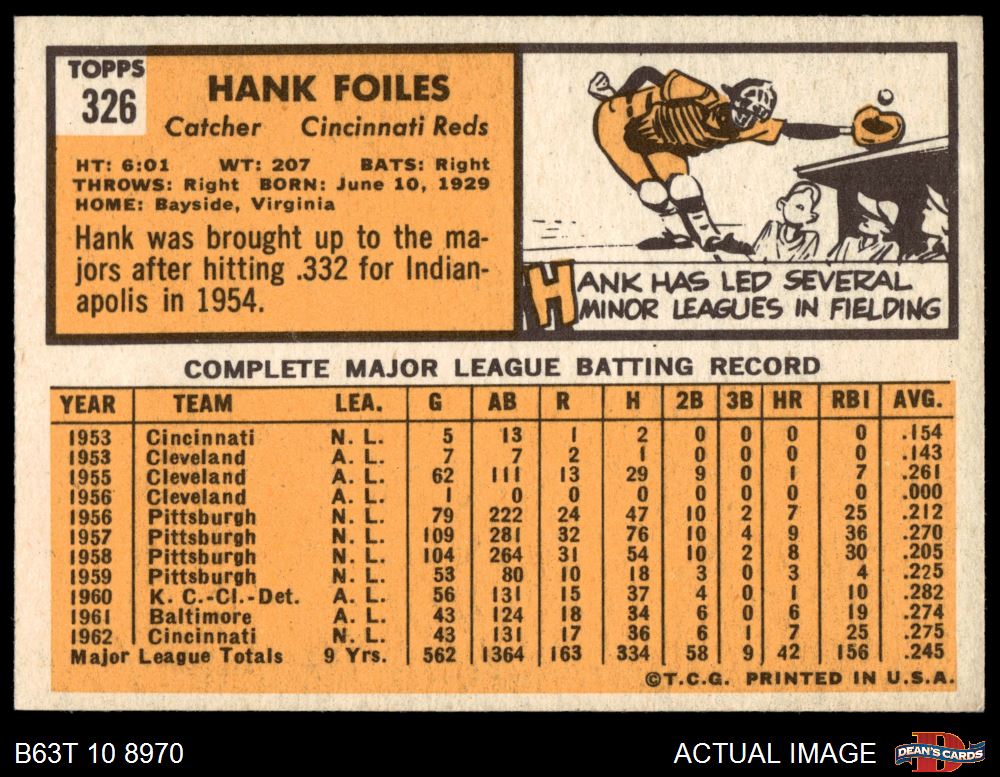 TOPPS
326
HANK FOILES
Catcher Cincinnati Reds
HT: 6:01 WT: 207 BATS: Right
THROWS: Right BORN: June 10, 1929
HOME: Bayside, Virginia
Hank was brought up to the ma-
jors after hitting .332 for Indian-
apolis in 1954.
HANK HAS LED SEVERAL
MINOR LEAGUES IN FIELDING
COMPLETE MAJOR LEAGUE BATTING RECORD
YEAR TEAM LEA. G AB R H 2B 3B HR RBI AVG.
1953 Cincinnati N. L. 5 13 1 2 0 0 0 0 .154
1953 Cleveland A. L. 7 7 2 1 0 0 0 0 .143
1955 Cleveland A. L. 62 111 13 29 9 0 1 7 .261
1956 Cleveland A. L. 1 0 0 0 0 0 0 0 .000
1956 Pittsburgh N. L. 79 222 24 47 10 2 7 25 .212
1957 Pittsburgh N. L. 109 281 32 76 10 4 9 36 .270
1958 Pittsburgh N. L. 104 264 31 54 10 2 8 30 .205
1959 Pittsburgh N. L. 53 80 10 18 3 0 3 4 .225
1960 K. C.-Cl.-Det. A. L. 56 131 15 37 4 0 1 10 .282
1961 Baltimore A. L. 43 124 18 34 6 0 6 19 .274
1962 Cincinnati N. L. 43 131 17 36 6 1 7 25 .275
Major League Totals 9 Yrs. 562 1364 163 334 58 9 42 156 .245
©T.C.G. PRINTED IN U.S.A.
B63T 10 8970 ACTUAL IMAGE DEAN'S CARDS